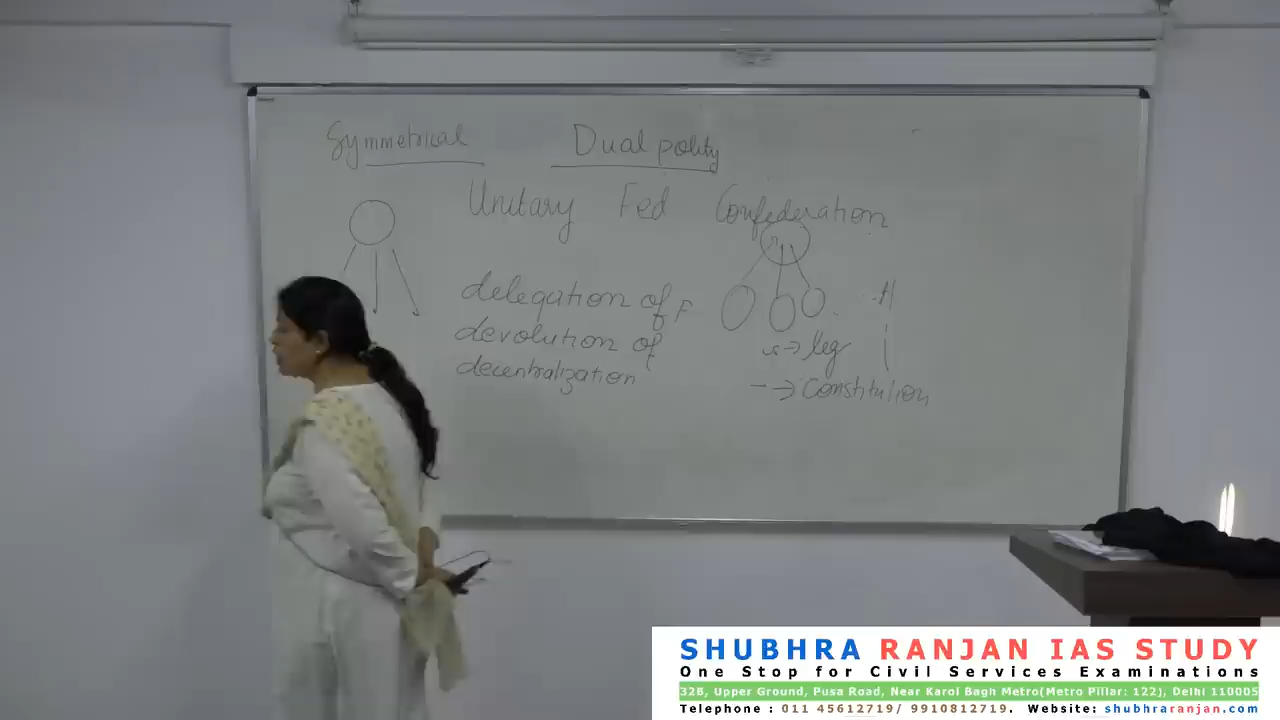 Symmetrical Dual polity
Unitary Fed Confederation
delegation of F
devolution of
decentralization
→ leg
→ Constitution
SHUBHRA RANJAN IAS STUDY
One Stop for Civil Services Examinations
32B, Upper Ground, Pusa Road, Near Karol Bagh Metro(Metro Pillar: 122), Delhi 110005
Telephone : 011 45612719/ 9910812719. Website: shubhraranjan.com